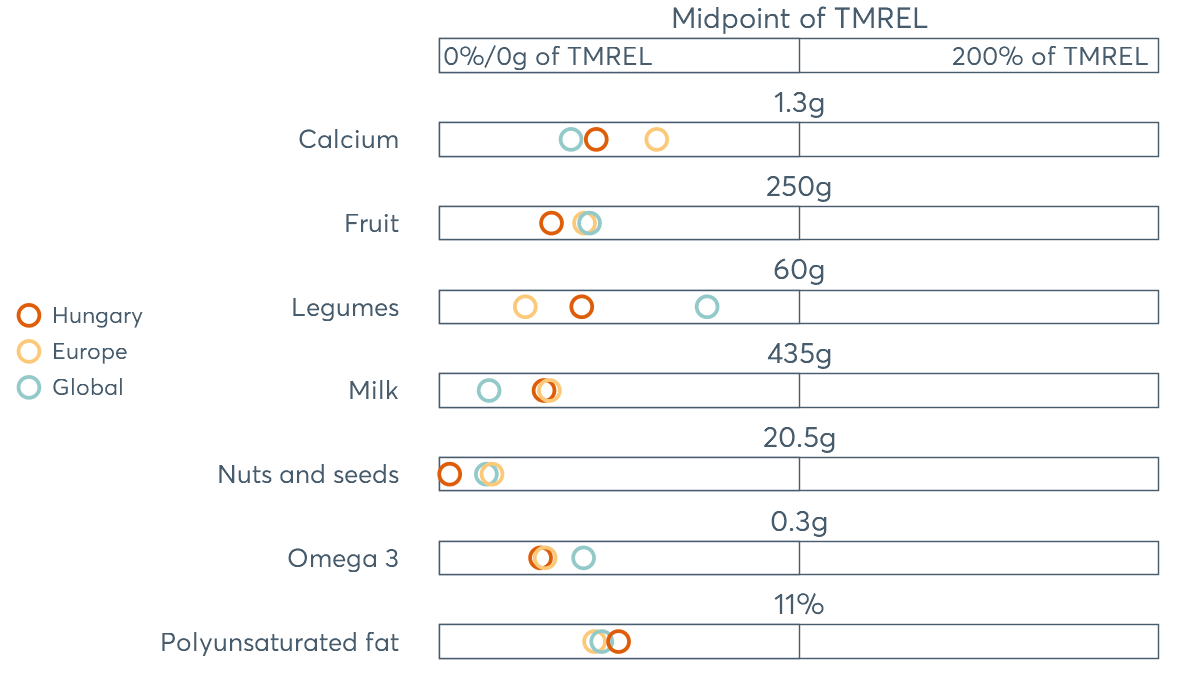 Midpoint of TMREL
0%/0g of TMREL
200% of TMREL
1.3g
Calcium
250g
Fruit
60g
Legumes
Hungary
Europe
Global
435g
Milk
20.5g
Nuts and seeds
0.3g
Omega 3
11%
Polyunsaturated fat